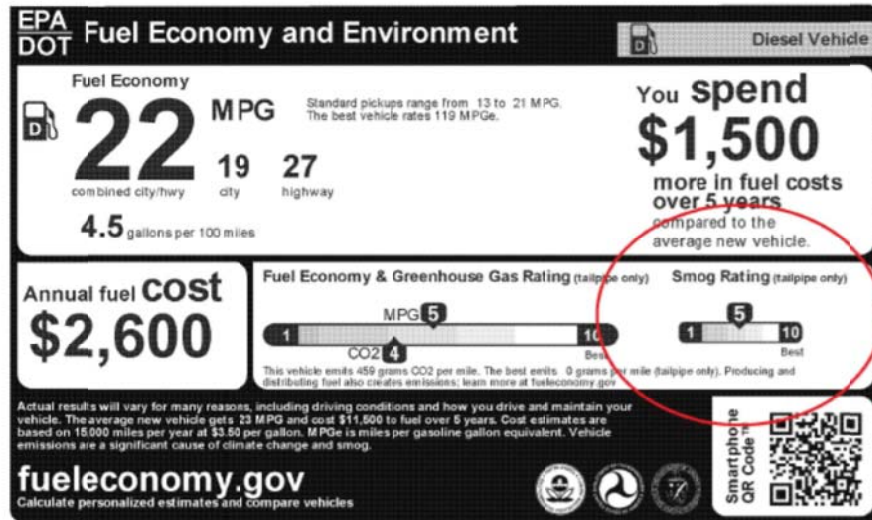 EPA
DOT
Fuel Economy and Environment
D
Diesel Vehicle
Fuel Economy
D
22
MPG
Standard pickups range from 13 to 21 MPG.
The best vehicle rates 119 MPGe.
combined city/hwy
19
city
27
highway
4.5 gallons per 100 miles
You spend
$1,500
more in fuel costs
over 5 years
compared to the
average new vehicle.
Annual fuel cost
$2,600
Fuel Economy & Greenhouse Gas Rating (tailpipe only)
MPG 5
1
10
CO2 4
Best
Smog Rating (tailpipe only)
5
1
10
Best
This vehicle emits 459 grams CO2 per mile. The best emits 0 grams per mile (tailpipe only). Producing and
distributing fuel also creates emissions; learn more at fueleconomy.gov
Actual results will vary for many reasons, including driving conditions and how you drive and maintain your
vehicle. The average new vehicle gets 23 MPG and cost $11,500 to fuel over 5 years. Cost estimates are
based on 15000 miles per year at $3.50 per gallon. MPGe is miles per gasoline gallon equivalent. Vehicle
emissions are a significant cause of climate change and smog.
fueleconomy.gov
Calculate personalized estimates and compare vehicles
Smartphone
QR Code™